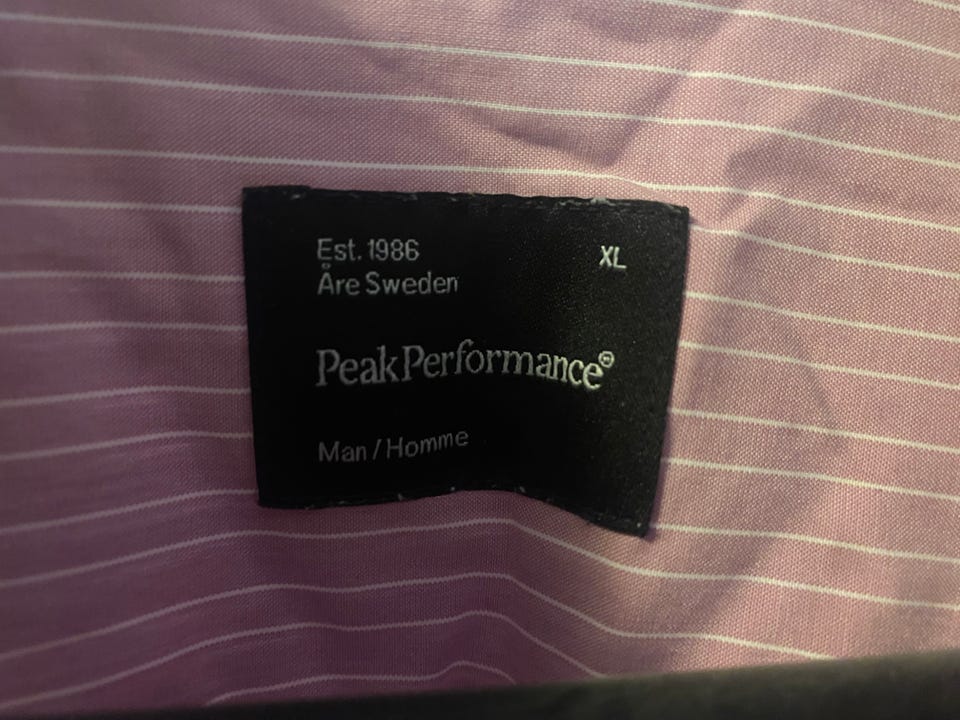 Est. 1986
XL
Åre Sweden
PeakPerformance®
Man / Homme